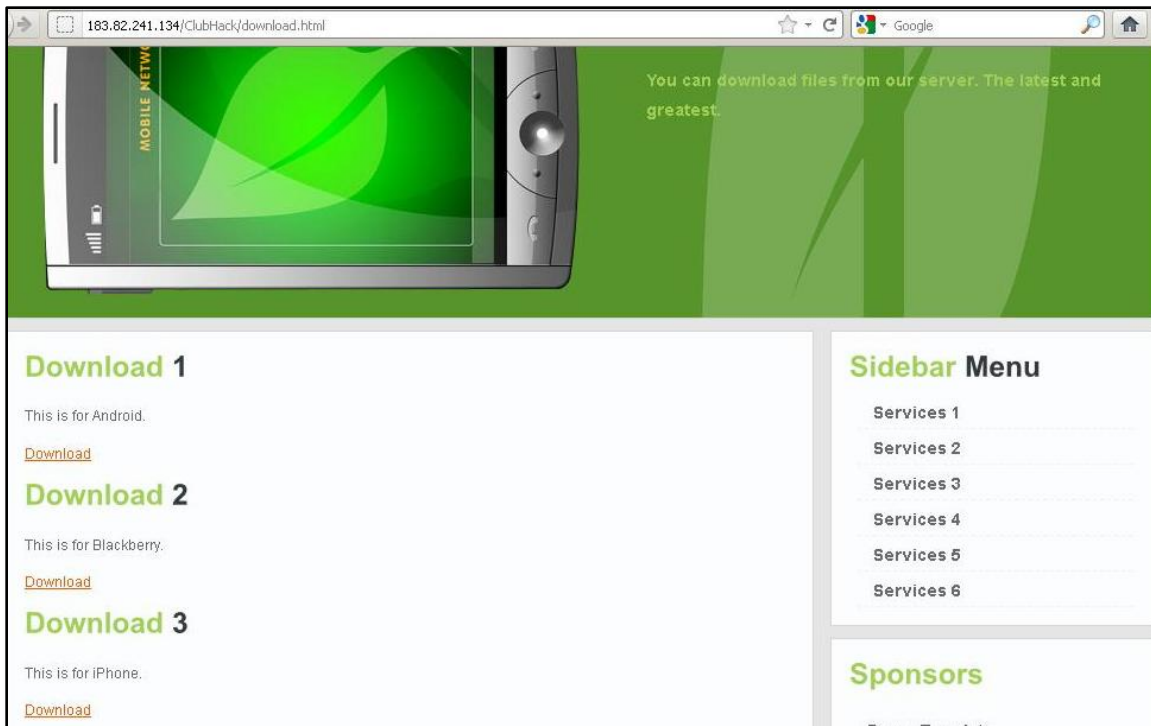 183.82.241.134/ClubHack/download.html
Google
MOBILE NETWO
You can download files from our server. The latest and
greatest.
Download 1
This is for Android.
Download
Download 2
This is for Blackberry.
Download
Download 3
This is for iPhone.
Download
Sidebar Menu
Services 1
Services 2
Services 3
Services 4
Services 5
Services 6
Sponsors